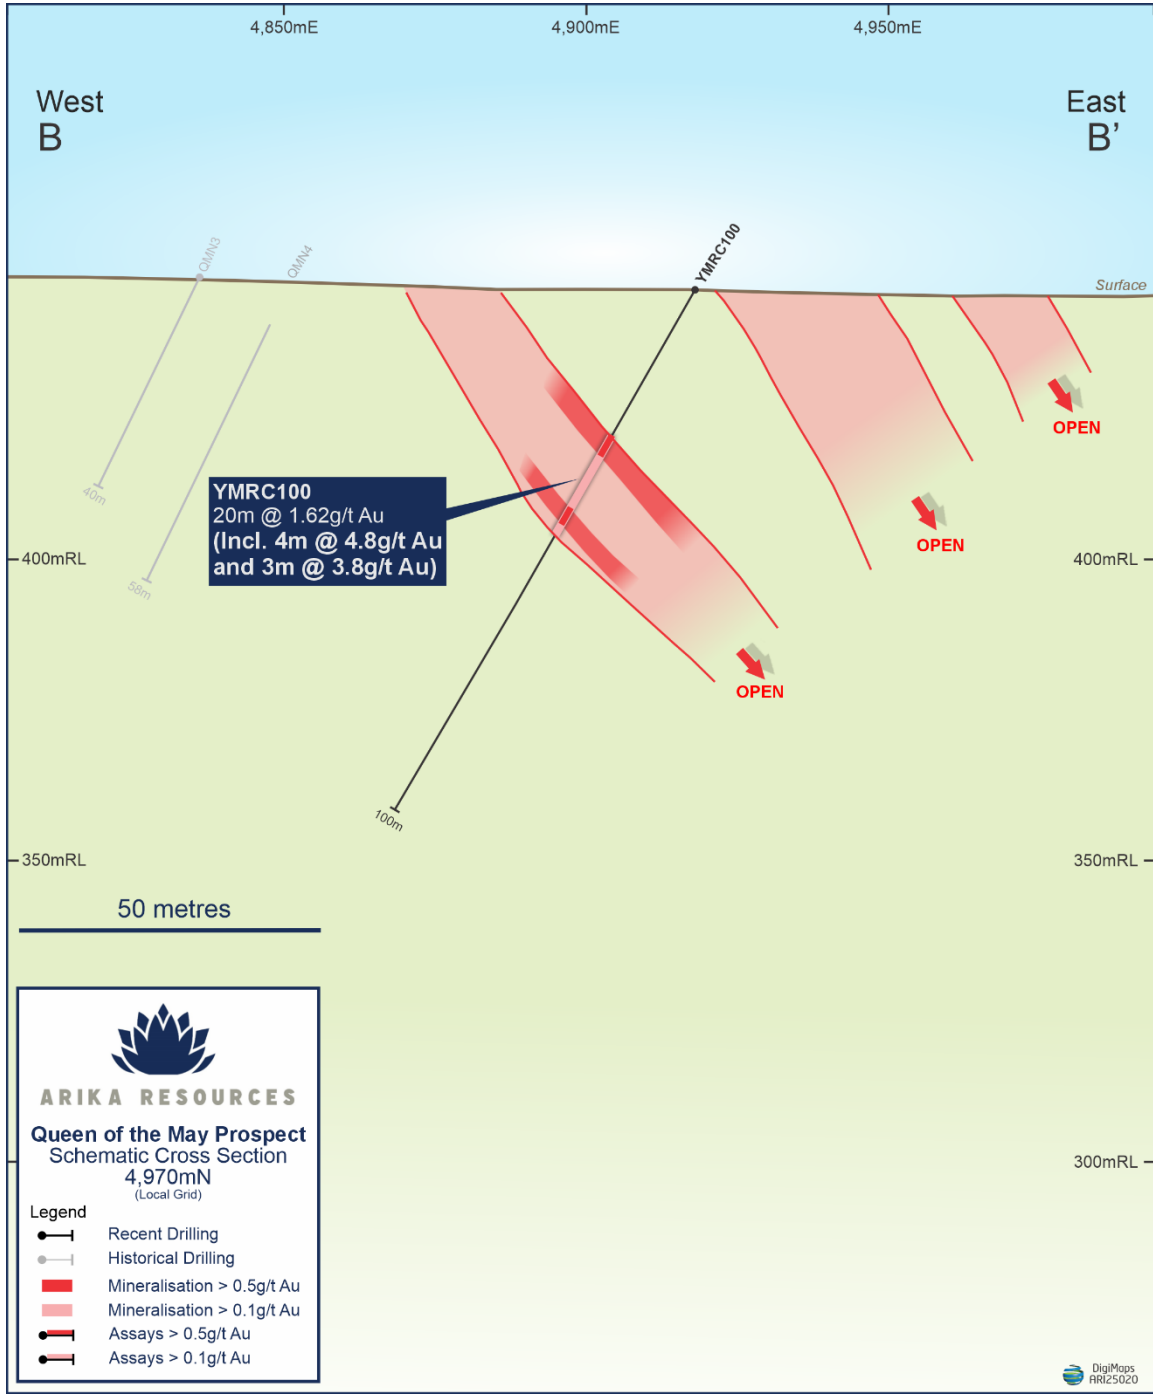 4,850mE
4,900mE
4,950mE
West
B
East
B'
QMN3
QMN4
YMRC100
Surface
40m
58m
YMRC100
20m @ 1.62g/t Au
(Incl. 4m @ 4.8g/t Au
and 3m @ 3.8g/t Au)
OPEN
OPEN
OPEN
400mRL
400mRL
100m
350mRL
350mRL
50 metres
300mRL
ARIKA RESOURCES
Queen of the May Prospect
Schematic Cross Section
4,970mN
(Local Grid)
Legend
Recent Drilling
Historical Drilling
Mineralisation > 0.5g/t Au
Mineralisation > 0.1g/t Au
Assays > 0.5g/t Au
Assays > 0.1g/t Au
DigiMaps
ARI25020